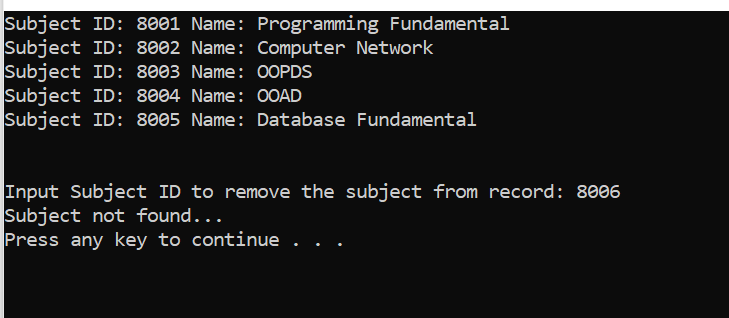 Subject ID: 8001 Name: Programming Fundamental
Subject ID: 8002 Name: Computer Network
Subject ID: 8003 Name: OOPDS
Subject ID: 8004 Name: OOAD
Subject ID: 8005 Name: Database Fundamental
Input Subject ID to remove the subject from record: 8006
Subject not found...
Press any key to continue . . .